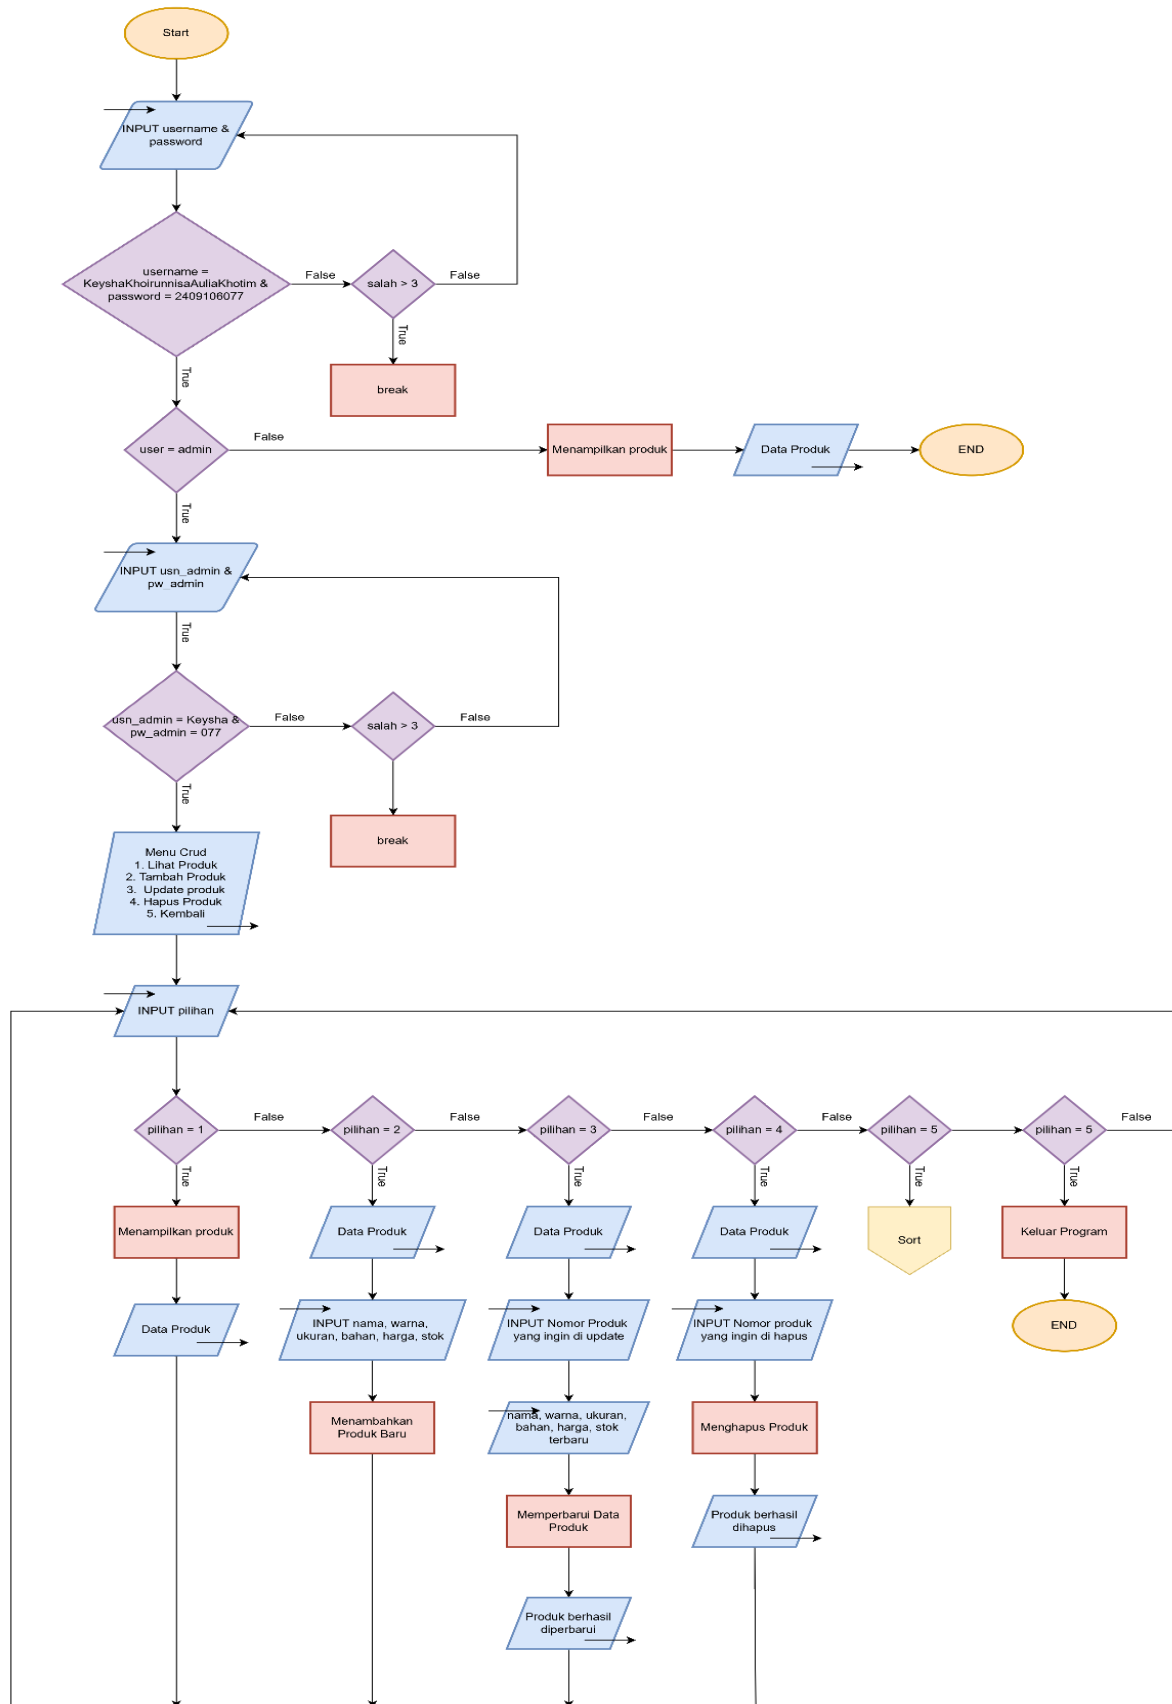 Start
INPUT username &
password
username =
KeyshaKhoirunnisaAuliaKhotim &
password = 2409106077
False
salah > 3
False
True
break
True
user = admin
False
Menampilkan produk
Data Produk
END
True
INPUT usn_admin &
pw_admin
True
usn_admin = Keysha &
pw_admin = 077
False
salah > 3
False
break
True
Menu Crud
1. Lihat Produk
2. Tambah Produk
3. Update produk
4. Hapus Produk
5. Kembali
INPUT pilihan
pilihan = 1
False
pilihan = 2
False
pilihan = 3
False
pilihan = 4
False
pilihan = 5
pilihan = 5
False
True
True
True
True
True
True
Menampilkan produk
Data Produk
Data Produk
Data Produk
Sort
Keluar Program
Data Produk
INPUT nama, warna,
ukuran, bahan, harga, stok
INPUT Nomor Produk
yang ingin di update
INPUT Nomor produk
yang ingin di hapus
END
Menambahkan
Produk Baru
nama, warna, ukuran,
bahan, harga, stok
terbaru
Menghapus Produk
Memperbarui Data
Produk
Produk berhasil
dihapus
Produk berhasil
diperbarui